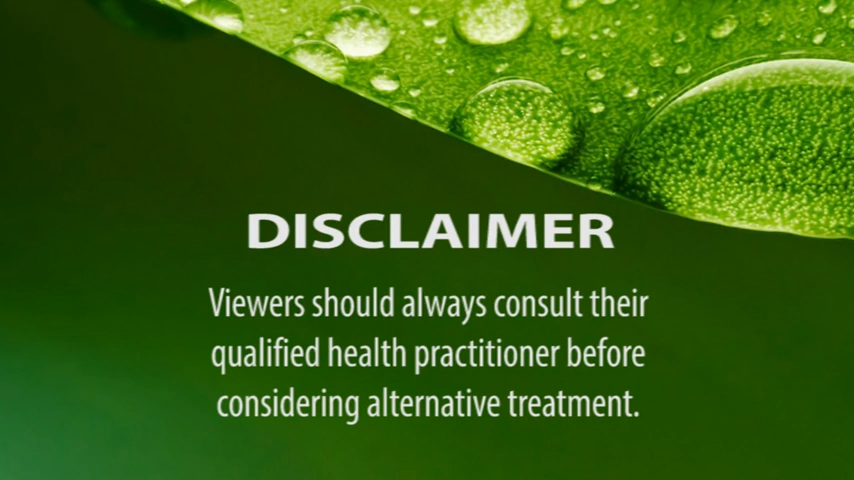 DISCLAIMER
Viewers should always consult their
qualified health practitioner before
considering alternative treatment.